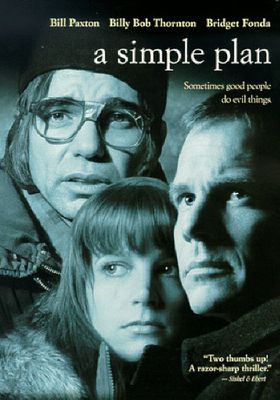 Bill Paxton Billy Bob Thornton Bridget Fonda
a simple plan
Sometimes good people
do evil things
"Two thumbs up!
A razor-sharp thriller."
— Siskel & Ebert